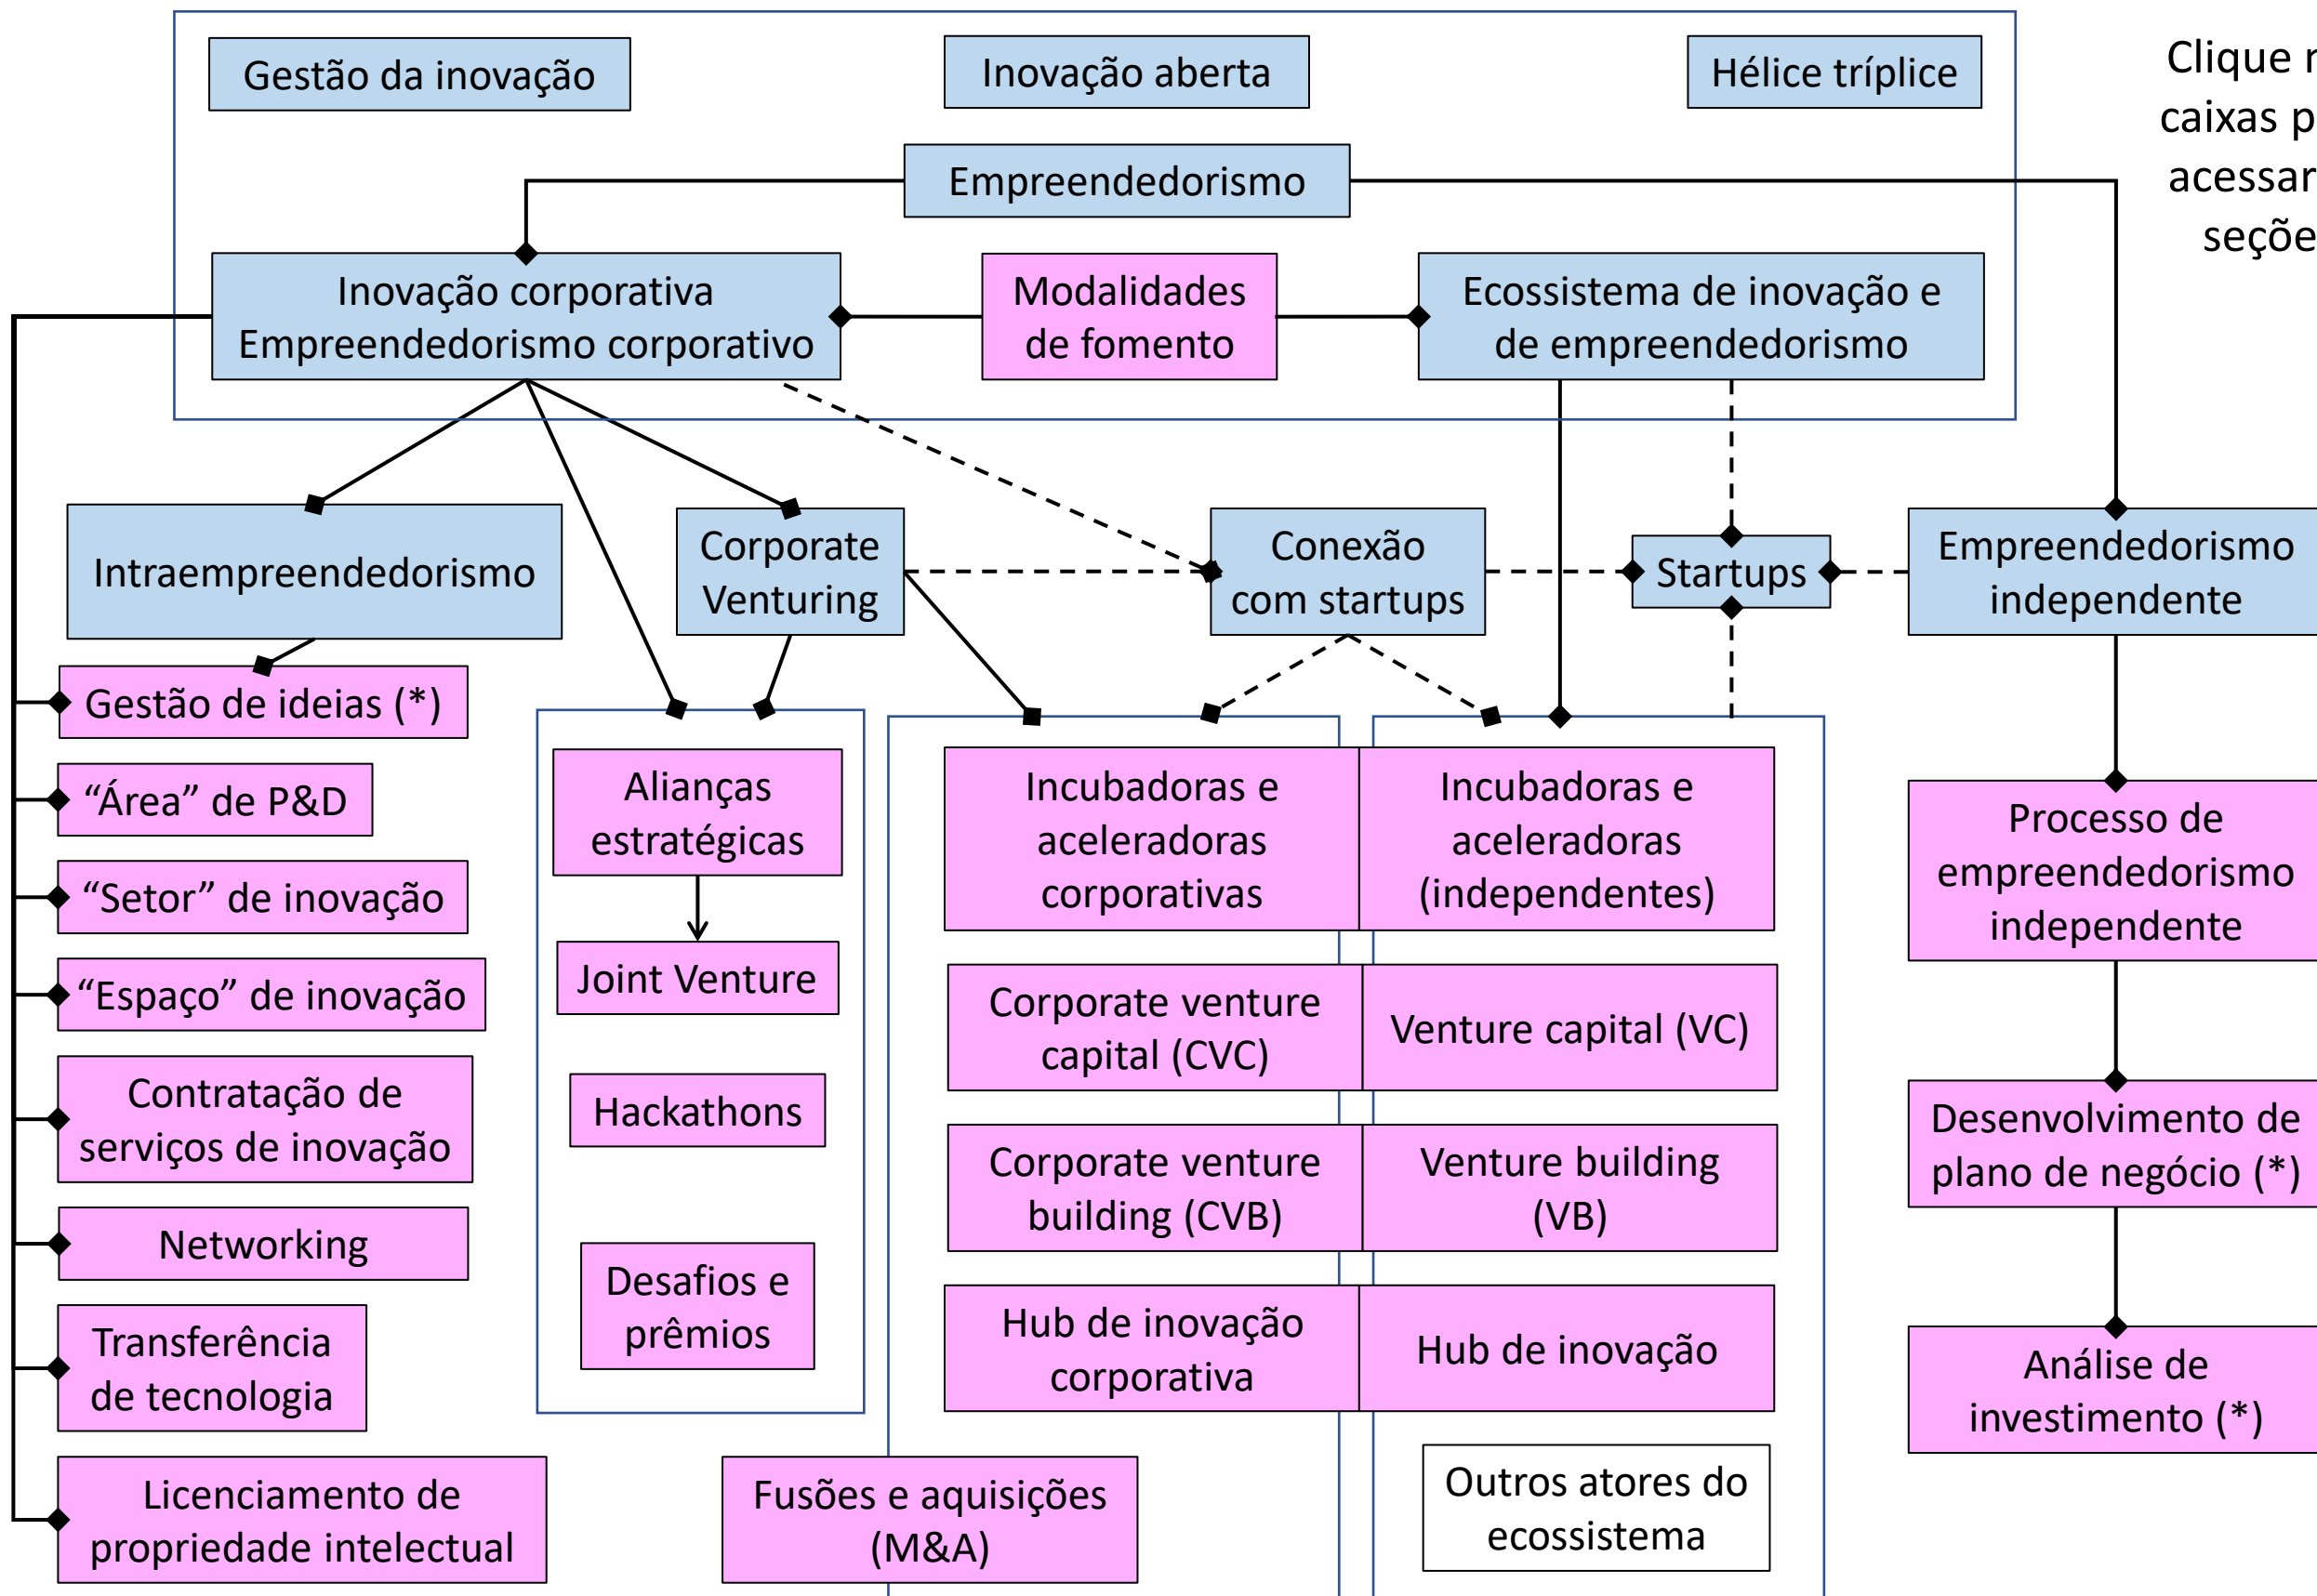 Gestão da inovação
Inovação aberta
Hélice tríplice
Clique
caixas
acessar
Empreendedorismo
Inovação corporativa
Empreendedorismo corporativo
Modalidades
de fomento
Ecossistema de inovação e
de empreendedorismo
Intraempreendedorismo
Corporate
Venturing
Conexão
com startups
Startups
Empreendedorismo
independente
Gestão de ideias (*)
“Área” de P&D
“Setor” de inovação
“Espaço” de inovação
Contratação de
serviços de inovação
Networking
Transferência
de tecnologia
Licenciamento de
propriedade intelectual
Alianças
estratégicas
Joint Venture
Hackathons
Desafios e
prêmios
Fusões e aquisições
(M&A)
Incubadoras e
aceleradoras
corporativas
Corporate venture
capital (CVC)
Corporate venture
building (CVB)
Hub de inovação
corporativa
Incubadoras e
aceleradoras
(independentes)
Venture capital (VC)
Venture building
(VB)
Hub de inovação
Outros atores do
ecossistema
Processo de
empreendedorismo
independente
Desenvolvimento de
plano de negócio (*)
Análise de
investimento (*)